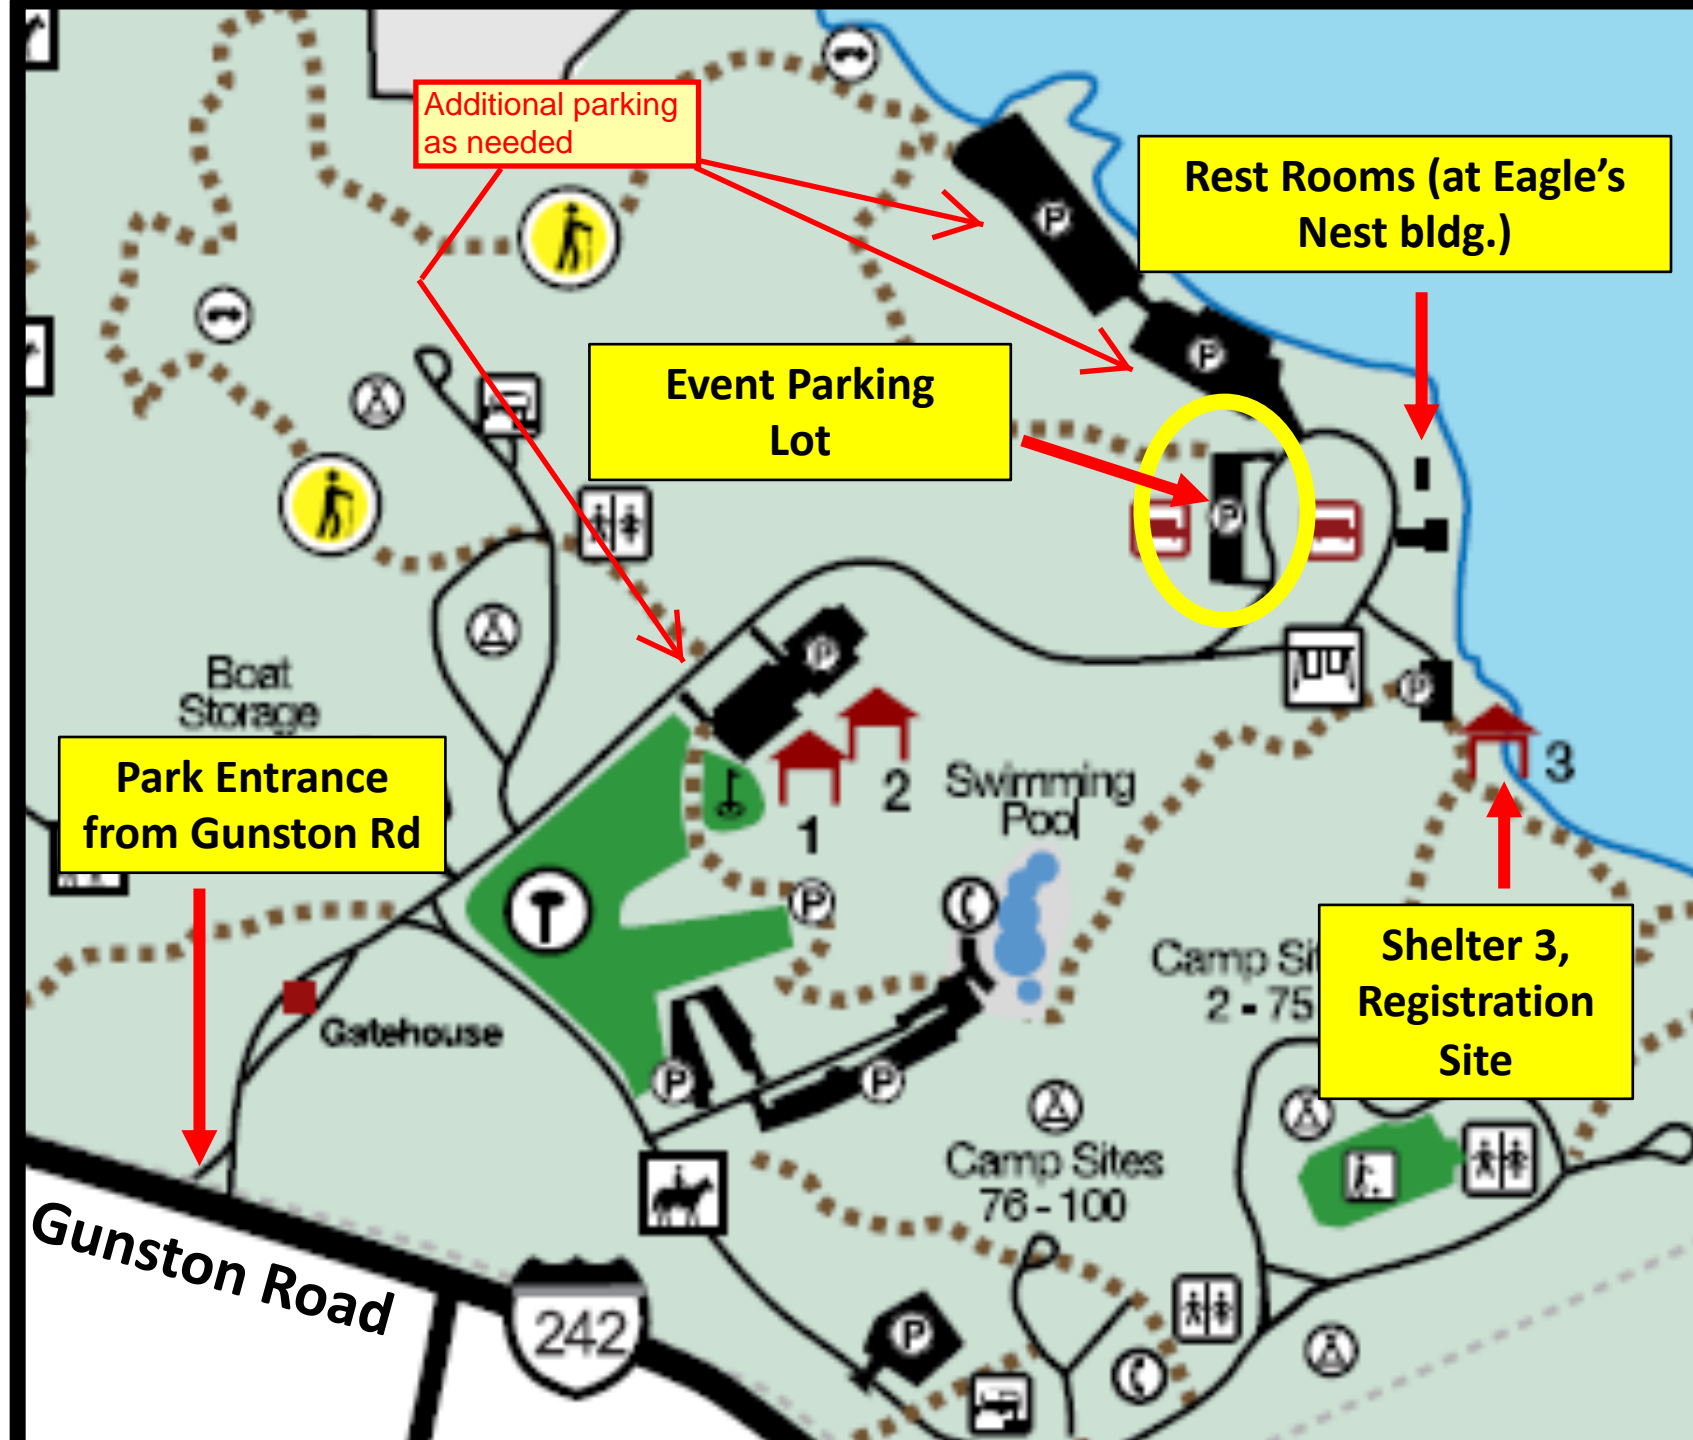 Additional parking
as needed
Rest Rooms (at Eagle’s
Nest bldg.)
P
P
Event Parking
Lot
P
P
P
Boat
Storage
Park Entrance
from Gunston Rd
1
2
3
Swimming
Pool
P
Gatehouse
Camp Si
2 - 75
Shelter 3,
Registration
Site
P
P
Camp Sites
76 - 100
Gunston Road
242
P